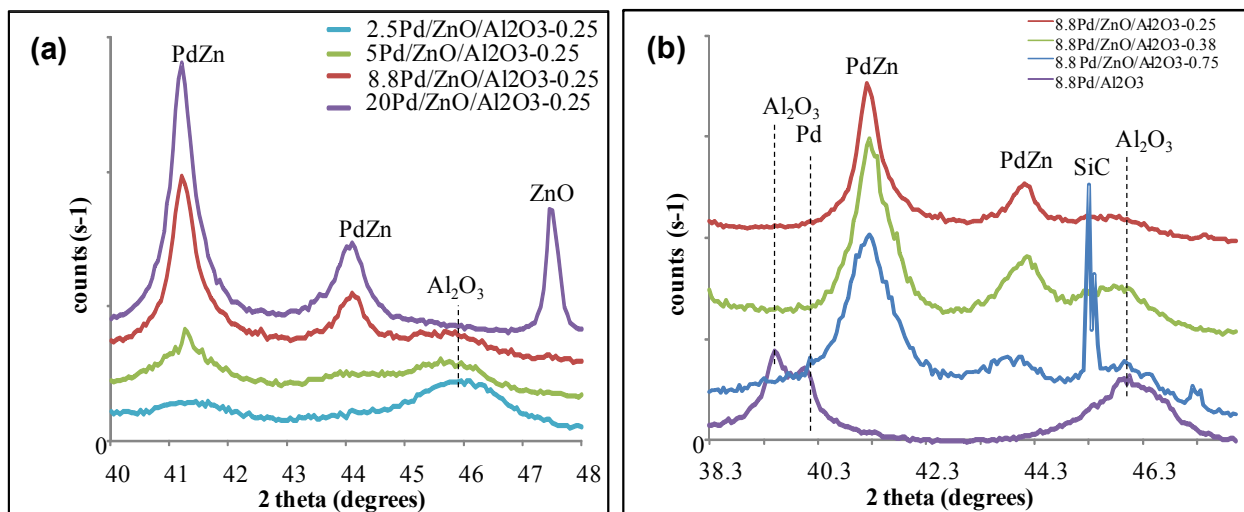 (a)
2.5Pd/ZnO/Al2O3-0.25
5Pd/ZnO/Al2O3-0.25
8.8Pd/ZnO/Al2O3-0.25
20Pd/ZnO/Al2O3-0.25
PdZn
ZnO
PdZn
Al₂O₃
counts (s-1)
0
40 41 42 43 44 45 46 47 48
2 theta (degrees)
(b)
8.8Pd/ZnO/Al2O3-0.25
8.8Pd/ZnO/Al2O3-0.38
8.8 Pd/ZnO/Al2O3-0.75
8.8Pd/Al2O3
PdZn
Al₂O₃
Pd
Al₂O₃
PdZn
SiC
counts (s-1)
0
38.3 40.3 42.3 44.3 46.3
2 theta (degrees)